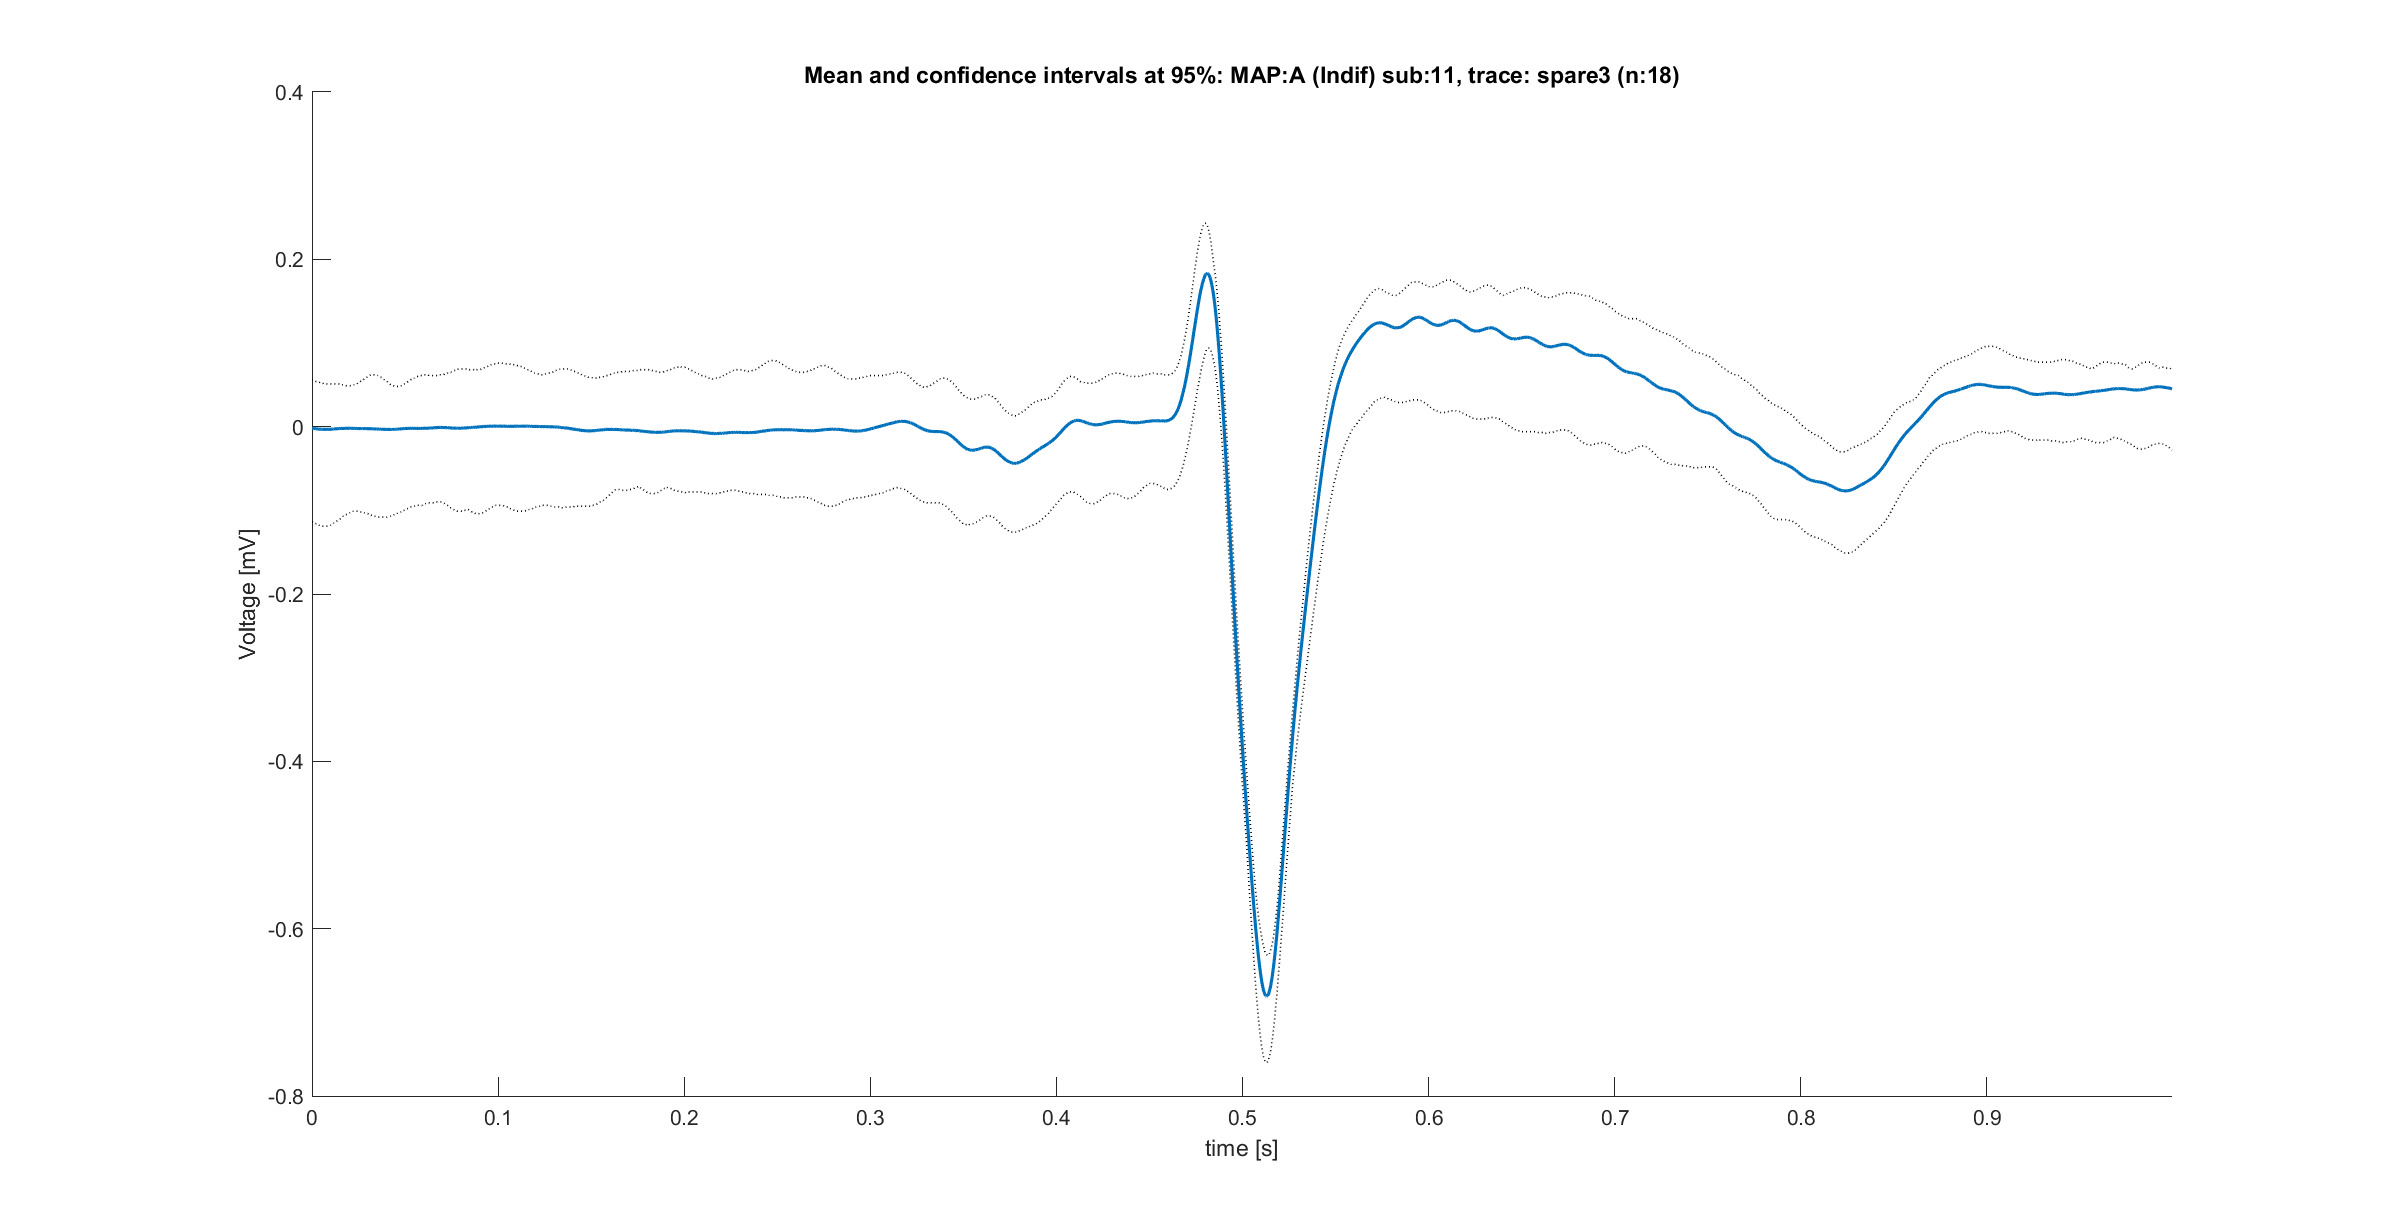 Mean and confidence intervals at 95%: MAP:A (Indif) sub:11, trace: spare3 (n:18)
0.4
0.2
0
-0.2
-0.4
-0.6
-0.8
Voltage [mV]
0 0.1 0.2 0.3 0.4 0.5 0.6 0.7 0.8 0.9
time [s]